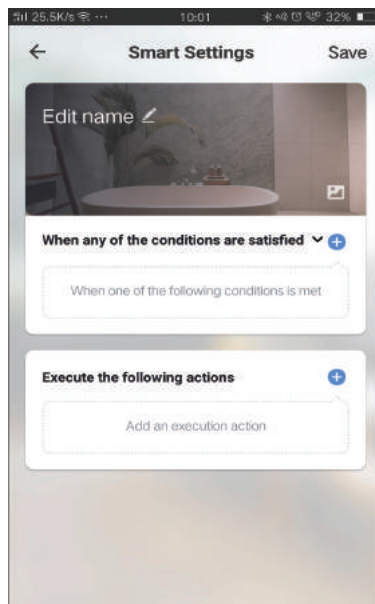 25.5K/s ... 10:01 32%
Smart Settings Save
Edit name
When any of the conditions are satisfied
When one of the following conditions is met
Execute the following actions
Add an execution action